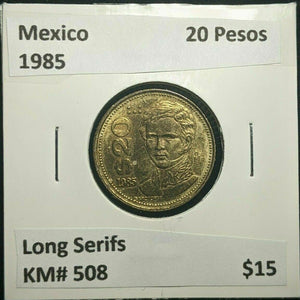 Mexico 20 Pesos
1985
$20
1985
Long Serifs
KM# 508 $15